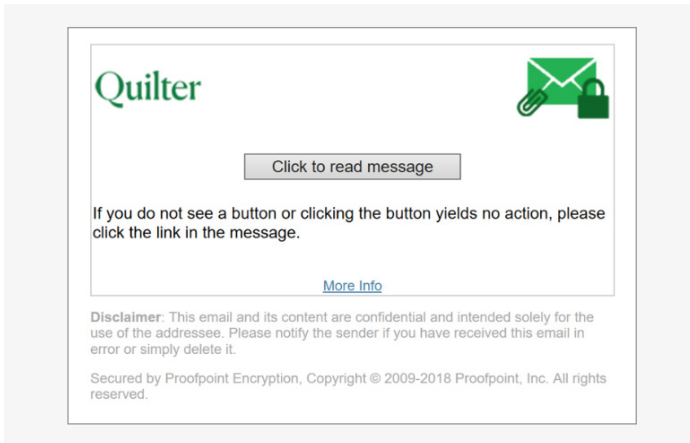 Quilter
Click to read message
If you do not see a button or clicking the button yields no action, please
click the link in the message.
More Info
Disclaimer: This email and its content are confidential and intended solely for the
use of the addressee. Please notify the sender if you have received this email in
error or simply delete it.
Secured by Proofpoint Encryption, Copyright © 2009-2018 Proofpoint, Inc. All rights
reserved.